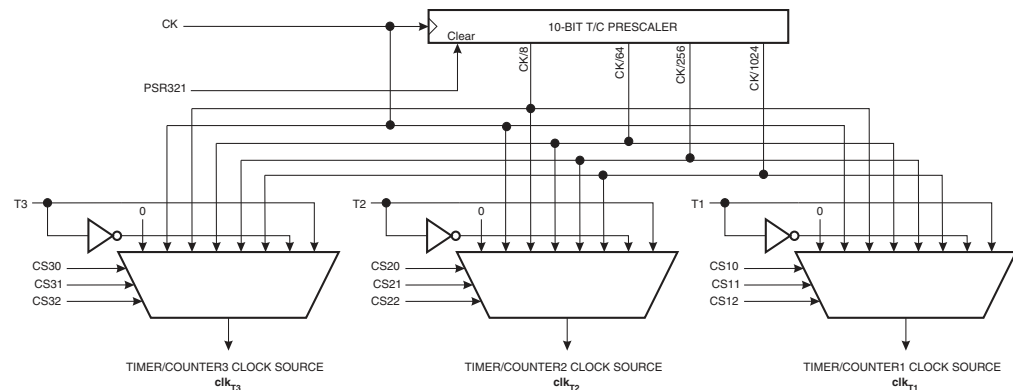 CK
10-BIT T/C PRESCALER
Clear
CK/8
CK/64
CK/256
CK/1024
PSR321
T3
0
T2
0
T1
0
CS30
CS31
CS32
CS20
CS21
CS22
CS10
CS11
CS12
TIMER/COUNTER3 CLOCK SOURCE
clkT3
TIMER/COUNTER2 CLOCK SOURCE
clkT2
TIMER/COUNTER1 CLOCK SOURCE
clkT1